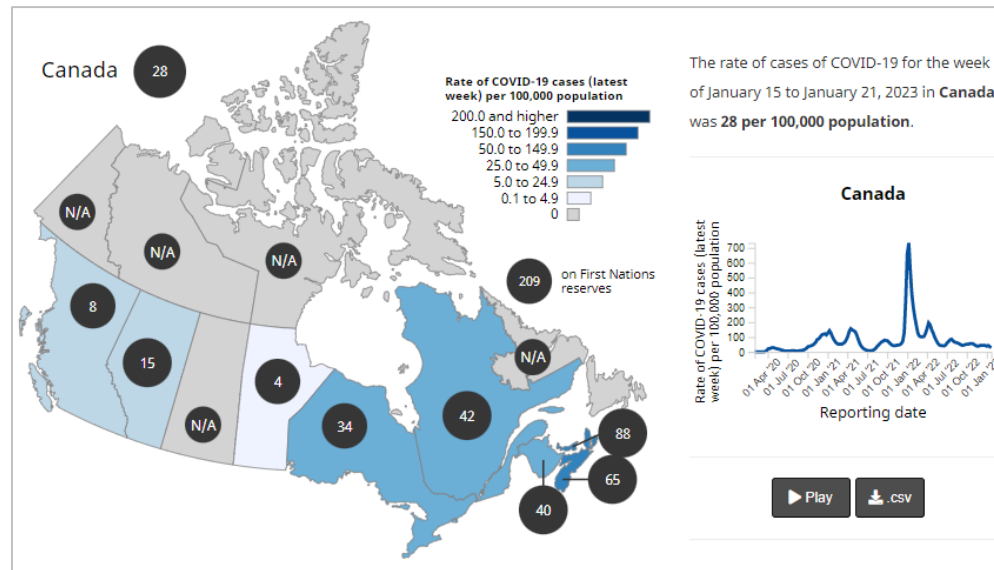 Canada
28
Rate of COVID-19 cases (latest
week) per 100,000 population
200.0 and higher
150.0 to 199.9
50.0 to 149.9
25.0 to 49.9
5.0 to 24.9
0.1 to 4.9
0
N/A
N/A
N/A
209
on First Nations
reserves
8
15
N/A
4
34
42
N/A
88
65
40
The rate of cases of COVID-19 for the week
of January 15 to January 21, 2023 in Canada
was 28 per 100,000 population.
Canada
Rate of COVID-19 cases (latest
week) per 100,000 population
700
600
500
400
300
200
100
0
01 Apr '20
01 Jul '20
01 Oct '20
01 Jan '21
01 Apr '21
01 Jul '21
01 Oct '21
01 Jan '22
01 Apr '22
01 Jul '22
01 Oct '22
01 Jan '2
Reporting date
Play
.csv